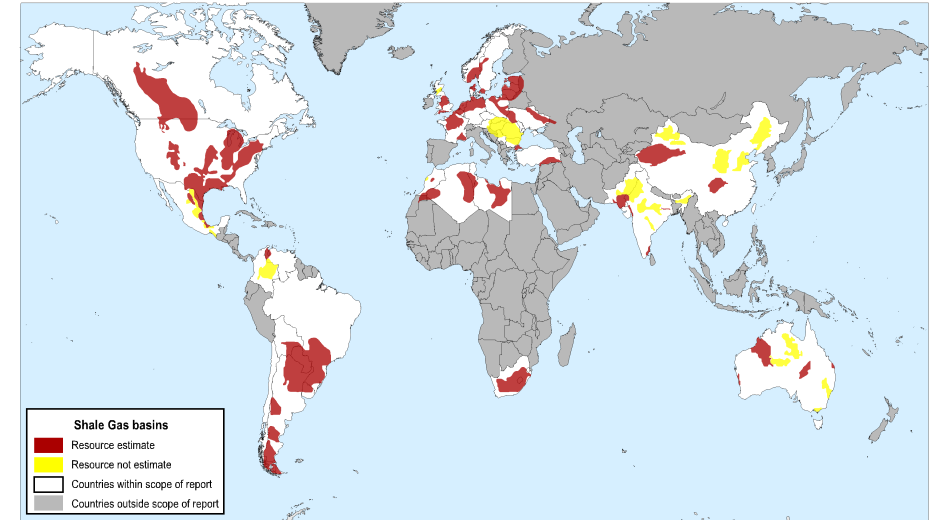 Shale Gas basins
Resource estimate
Resource not estimate
Countries within scope of report
Countries outside scope of report